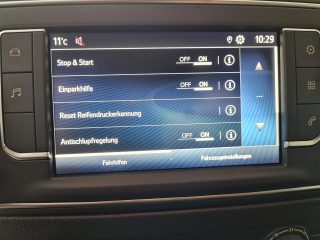 11°c 10:29
Stop & Start OFF ON
Einparkhilfe OFF ON
Reset Reifendruckerkennung
Antischlupfregelung OFF ON
Fahrhilfen Fahrzeugeinstellungen